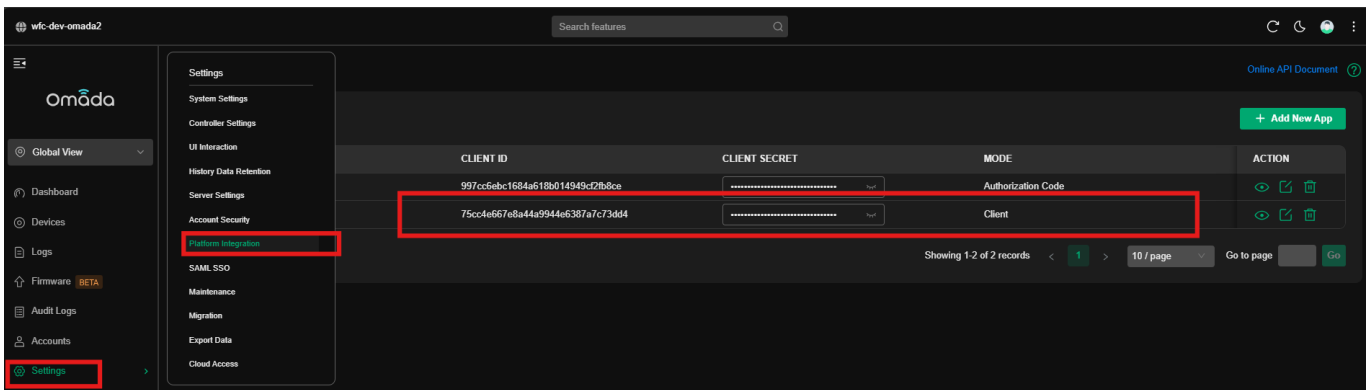 wfc-dev-omada2
Search features
Online API Document
omada
Global View
Dashboard
Devices
Logs
Firmware BETA
Audit Logs
Accounts
Settings
Settings
System Settings
Controller Settings
UI Interaction
History Data Retention
Server Settings
Account Security
Platform Integration
SAML SSO
Maintenance
Migration
Export Data
Cloud Access
+ Add New App
CLIENT ID CLIENT SECRET MODE ACTION
997cc6ebc1684a618b014949cf2fb8ce Authorization Code
75cc4e667e8a44a9944e6387a7c73dd4 Client
Showing 1-2 of 2 records < 1 > 10 / page Go to page Go